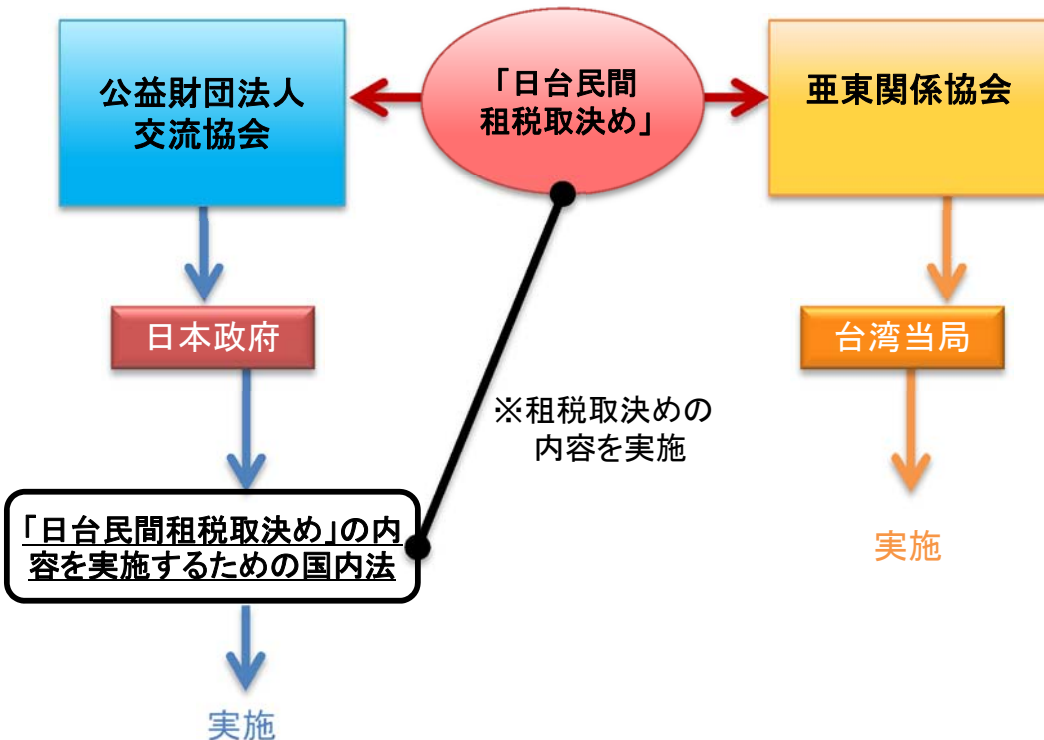 公益財団法人
交流協会
「日台民間
租税取決め」
亜東関係協会
日本政府
台湾当局
※租税取決めの
内容を実施
「日台民間租税取決め」の内
容を実施するための国内法
実施
実施